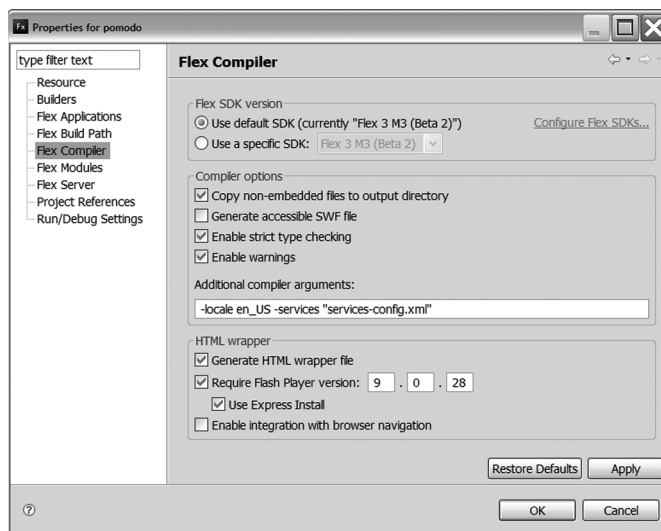 Fx Properties for pomodo
type filter text
Resource
Builders
Flex Applications
Flex Build Path
Flex Compiler
Flex Modules
Flex Server
Project References
Run/Debug Settings
Flex Compiler
Flex SDK version
Use default SDK (currently "Flex 3 M3 (Beta 2)")
Configure Flex SDKs...
Use a specific SDK: Flex 3 M3 (Beta 2)
Compiler options
Copy non-embedded files to output directory
Generate accessible SWF file
Enable strict type checking
Enable warnings
Additional compiler arguments:
-locale en_US -services "services-config.xml"
HTML wrapper
Generate HTML wrapper file
Require Flash Player version: 9 . 0 . 28
Use Express Install
Enable integration with browser navigation
Restore Defaults
Apply
?
OK
Cancel